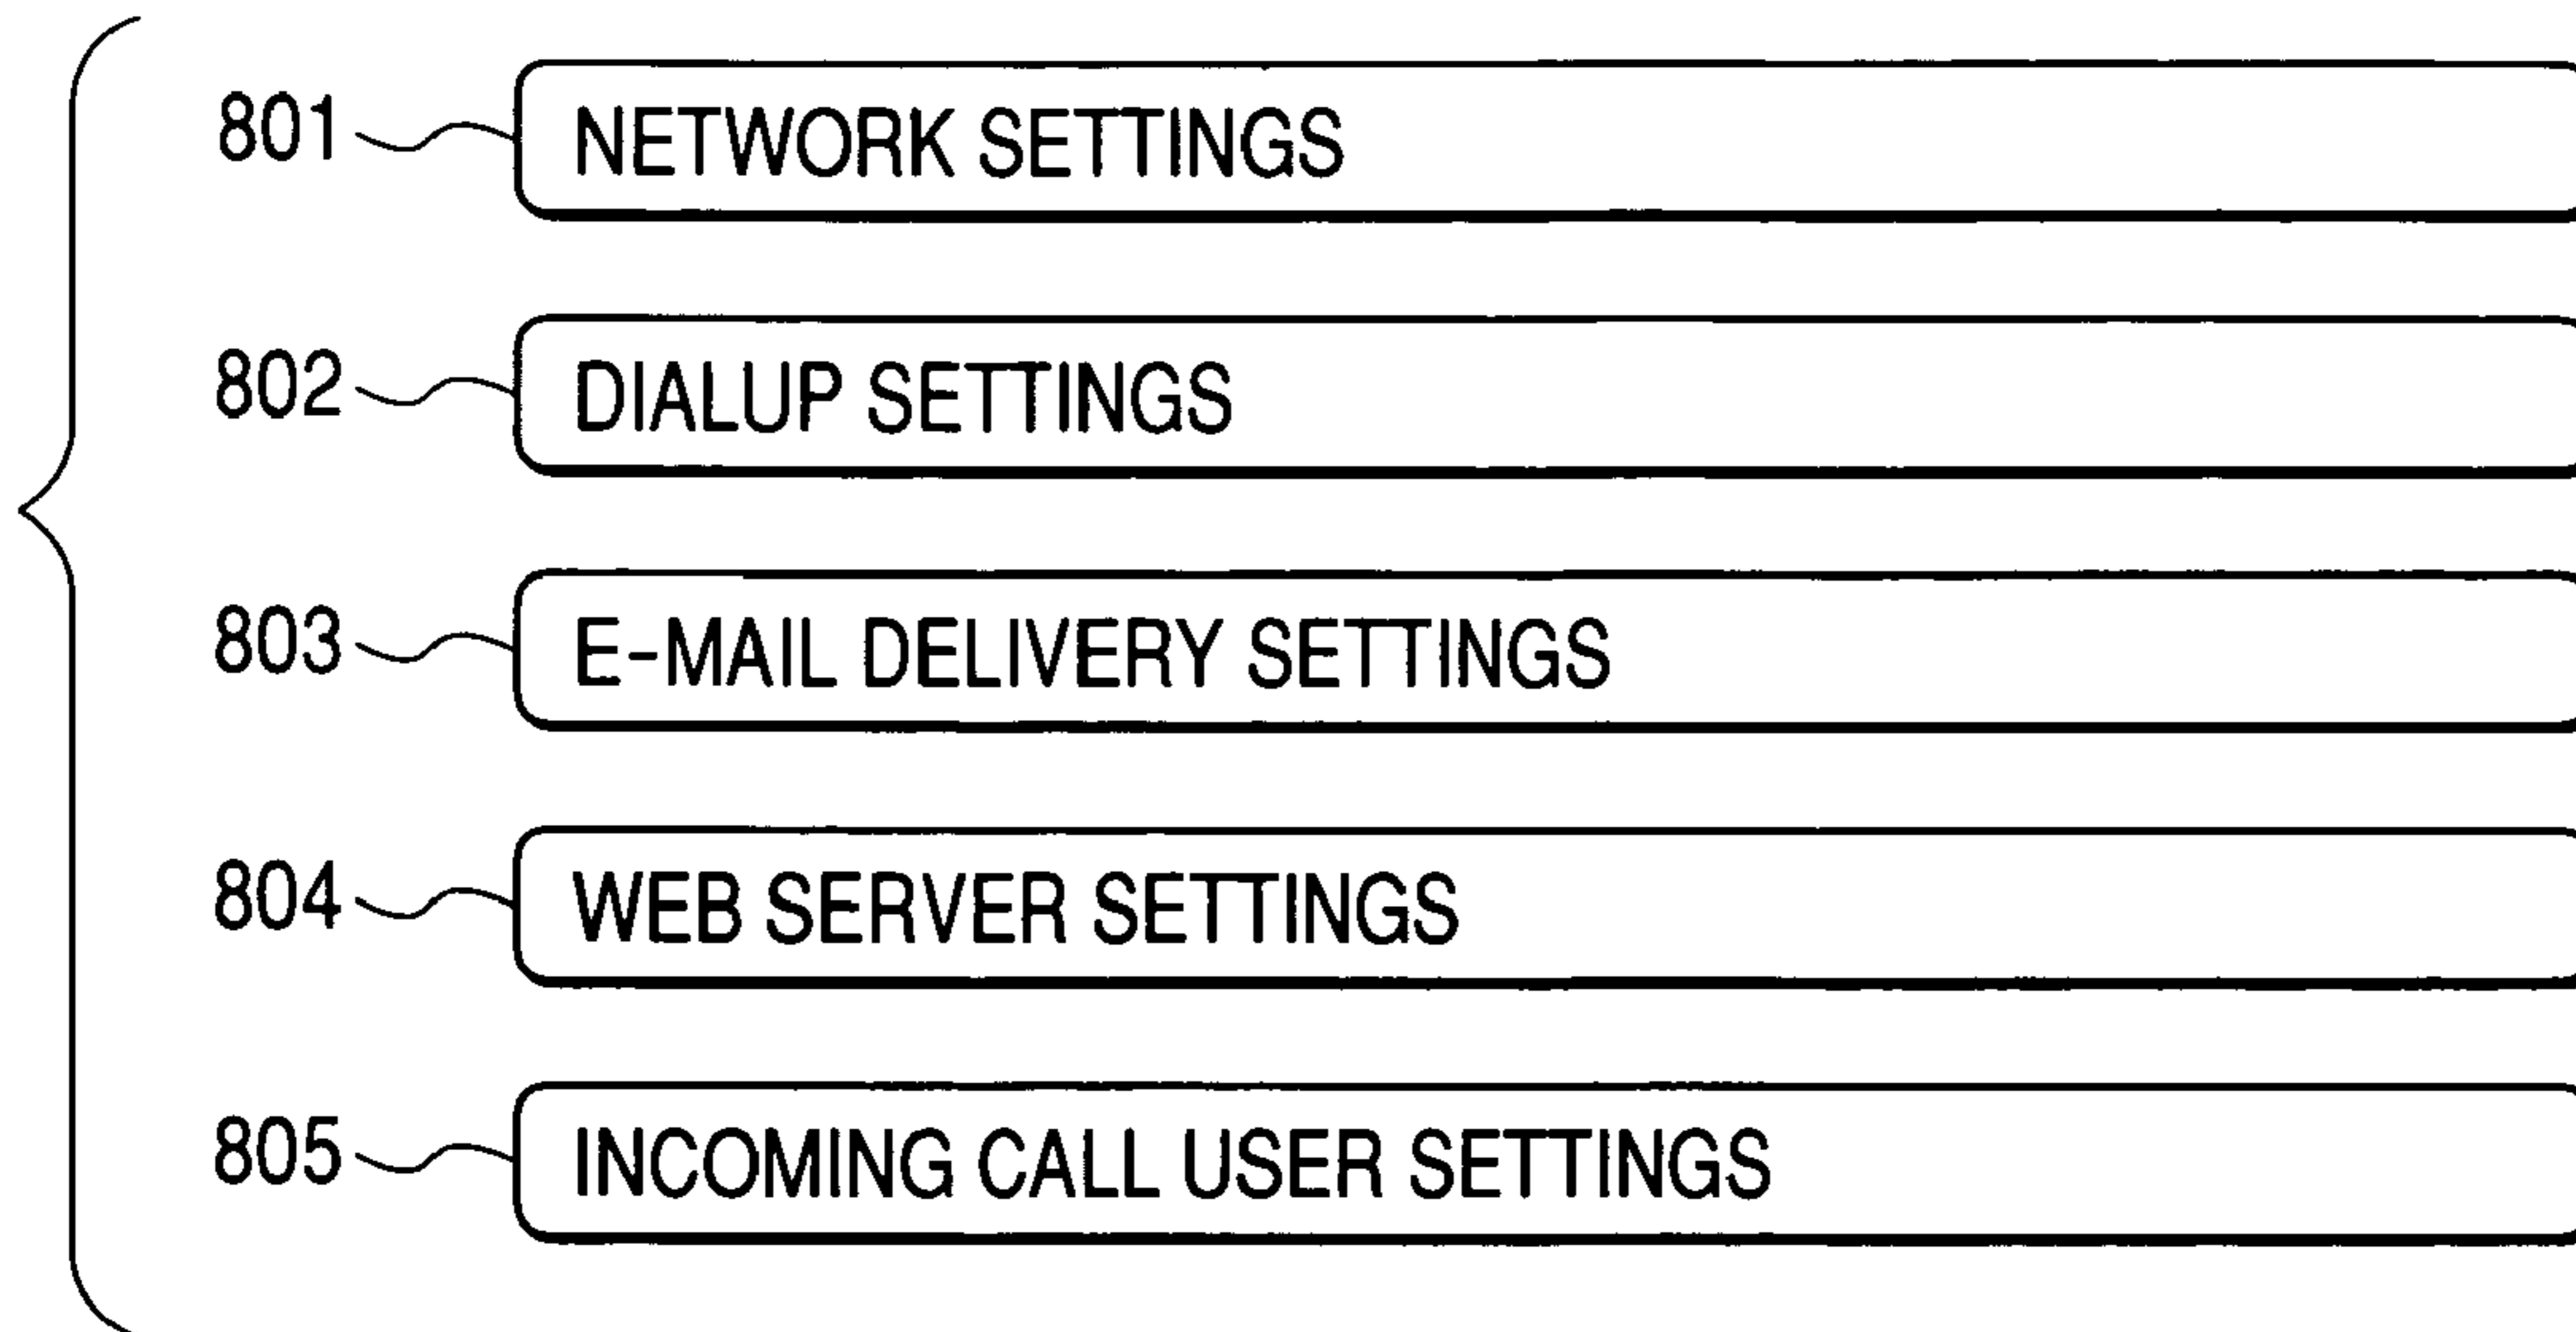 801 NETWORK SETTINGS
802 DIALUP SETTINGS
803 E-MAIL DELIVERY SETTINGS
804 WEB SERVER SETTINGS
805 INCOMING CALL USER SETTINGS